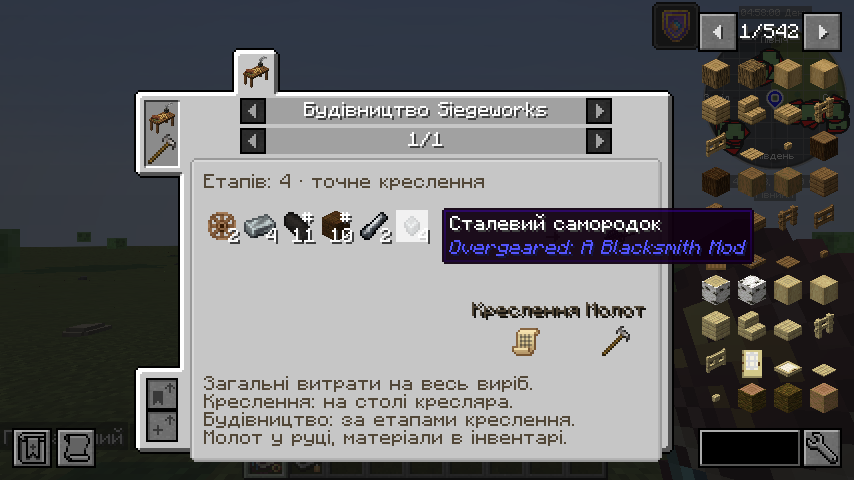 1/542
Будівництво Siegeworks
1/1
Етапів: 4 · точне креслення
2 4 # 11 # 10 2
Сталевий самородок
Overgeared: A Blacksmith Mod
Креслення Молот
Загальні витрати на весь виріб.
Креслення: на столі кресляра.
Будівництво: за етапами креслення.
Молот у руці, матеріали в інвентарі.